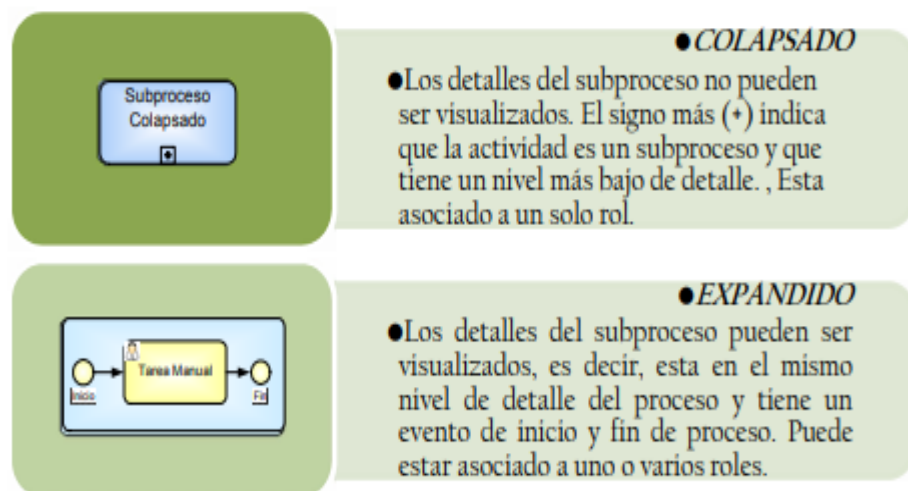 Subproceso
Colapsado
●COLAPSADO
●Los detalles del subproceso no pueden
ser visualizados. El signo más (+) indica
que la actividad es un subproceso y que
tiene un nivel más bajo de detalle. , Esta
asociado a un solo rol.
Inicio
Tarea Manual
Fin
●EXPANDIDO
●Los detalles del subproceso pueden ser
visualizados, es decir, esta en el mismo
nivel de detalle del proceso y tiene un
evento de inicio y fin de proceso. Puede
estar asociado a uno o varios roles.